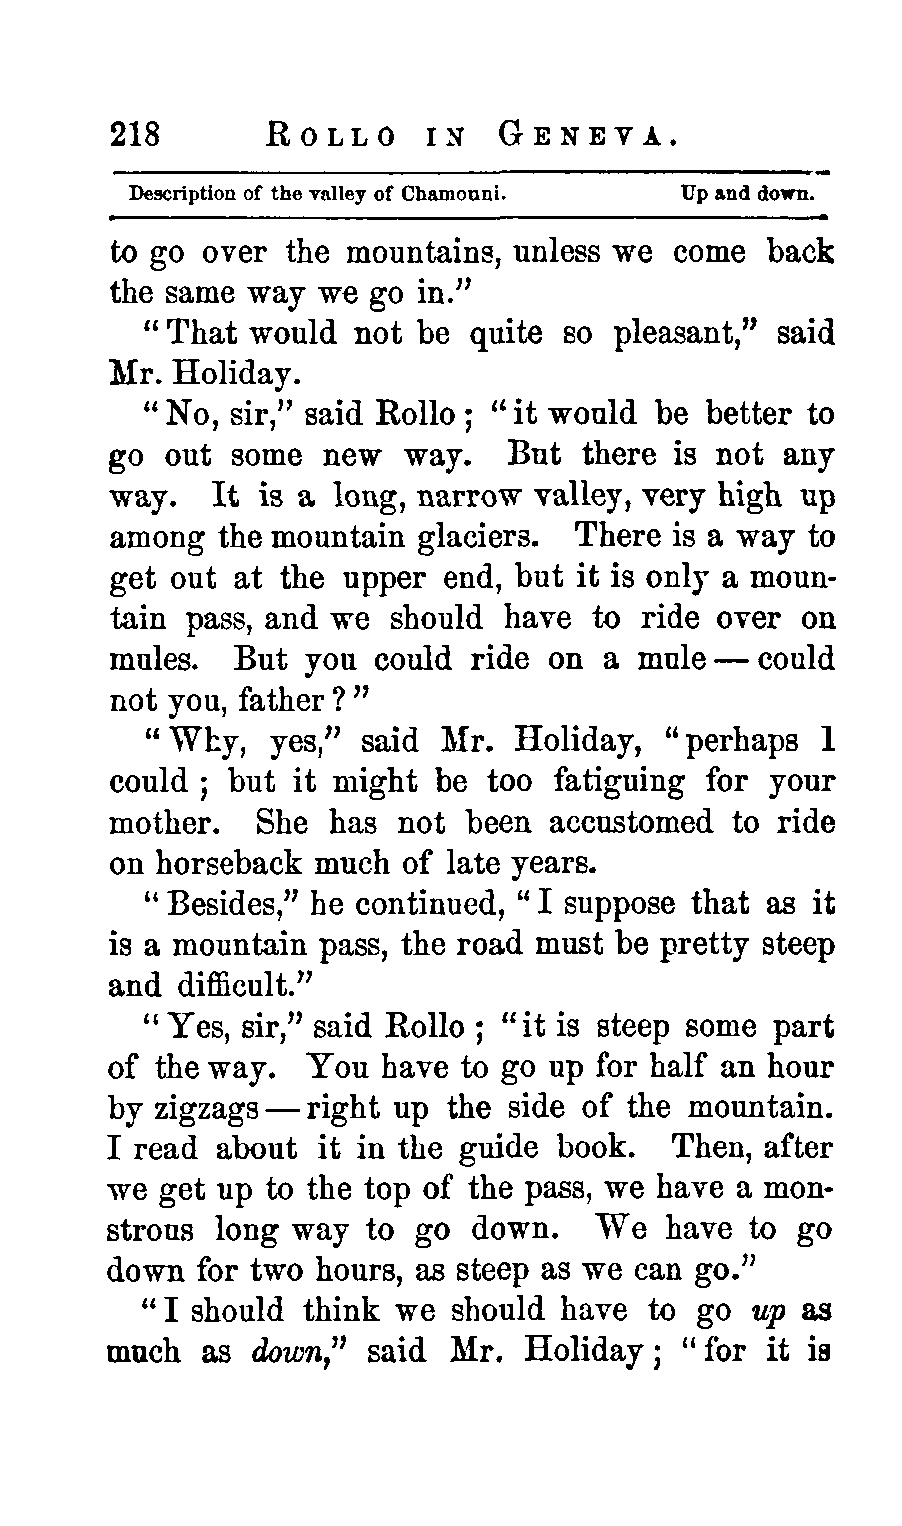 218 ROLLO IN GENEVA.
Description of the valley of Chamouni. Up and down.
to go over the mountains, unless we come back
the same way we go in.”
“That would not be quite so pleasant,” said
Mr. Holiday.
“No, sir,” said Rollo; “it would be better to
go out some new way. But there is not any
way. It is a long, narrow valley, very high up
among the mountain glaciers. There is a way to
get out at the upper end, but it is only a moun-
tain pass, and we should have to ride over on
mules. But you could ride on a mule — could
not you, father?”
“Why, yes,” said Mr. Holiday, “perhaps I
could; but it might be too fatiguing for your
mother. She has not been accustomed to ride
on horseback much of late years.
“Besides,” he continued, “I suppose that as it
is a mountain pass, the road must be pretty steep
and difficult.”
“Yes, sir,” said Rollo; “it is steep some part
of the way. You have to go up for half an hour
by zigzags — right up the side of the mountain.
I read about it in the guide book. Then, after
we get up to the top of the pass, we have a mon-
strous long way to go down. We have to go
down for two hours, as steep as we can go.”
“I should think we should have to go up as
much as down,” said Mr. Holiday; “for it is